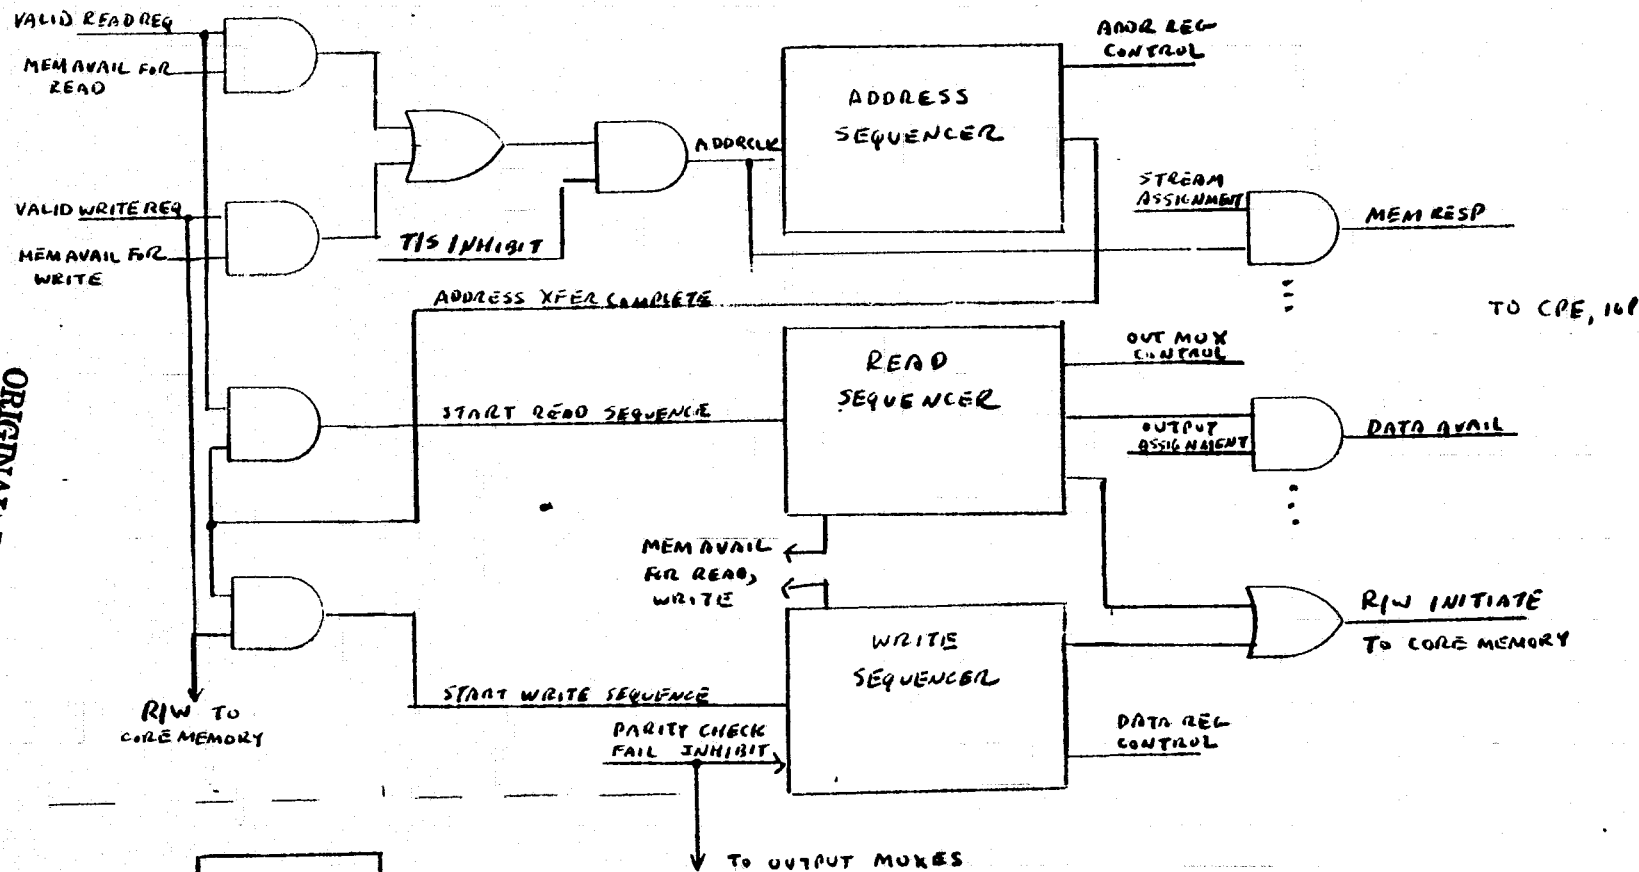 VALID READ REQ
MEM AVAIL FOR
READ
VALID WRITE REQ
MEM AVAIL FOR
WRITE
T/S INHIBIT
ADDRCLK
ADDRESS
SEQUENCER
ADDR REG
CONTROL
STREAM
ASSIGNMENT
MEM RESP
ADDRESS XFER COMPLETE
TO CPE, IOP
READ
SEQUENCER
OUT MUX
CONTROL
START READ SEQUENCE
OUTPUT
ASSIGNMENT
DATA AVAIL
ORIGINAL
MEM AVAIL
FOR READ,
WRITE
WRITE
SEQUENCER
R/W INITIATE
TO CORE MEMORY
START WRITE SEQUENCE
R/W TO
CORE MEMORY
PARITY CHECK
FAIL INHIBIT
DATA REG
CONTROL
TO OUTPUT MUXES